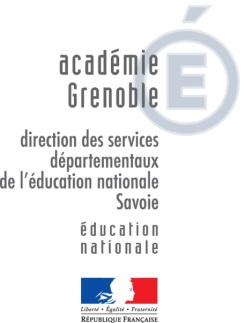 académie
Grenoble
É
direction des services
départementaux
de l'éducation nationale
Savoie
éducation
nationale
Liberté • Égalité • Fraternité
RÉPUBLIQUE FRANÇAISE